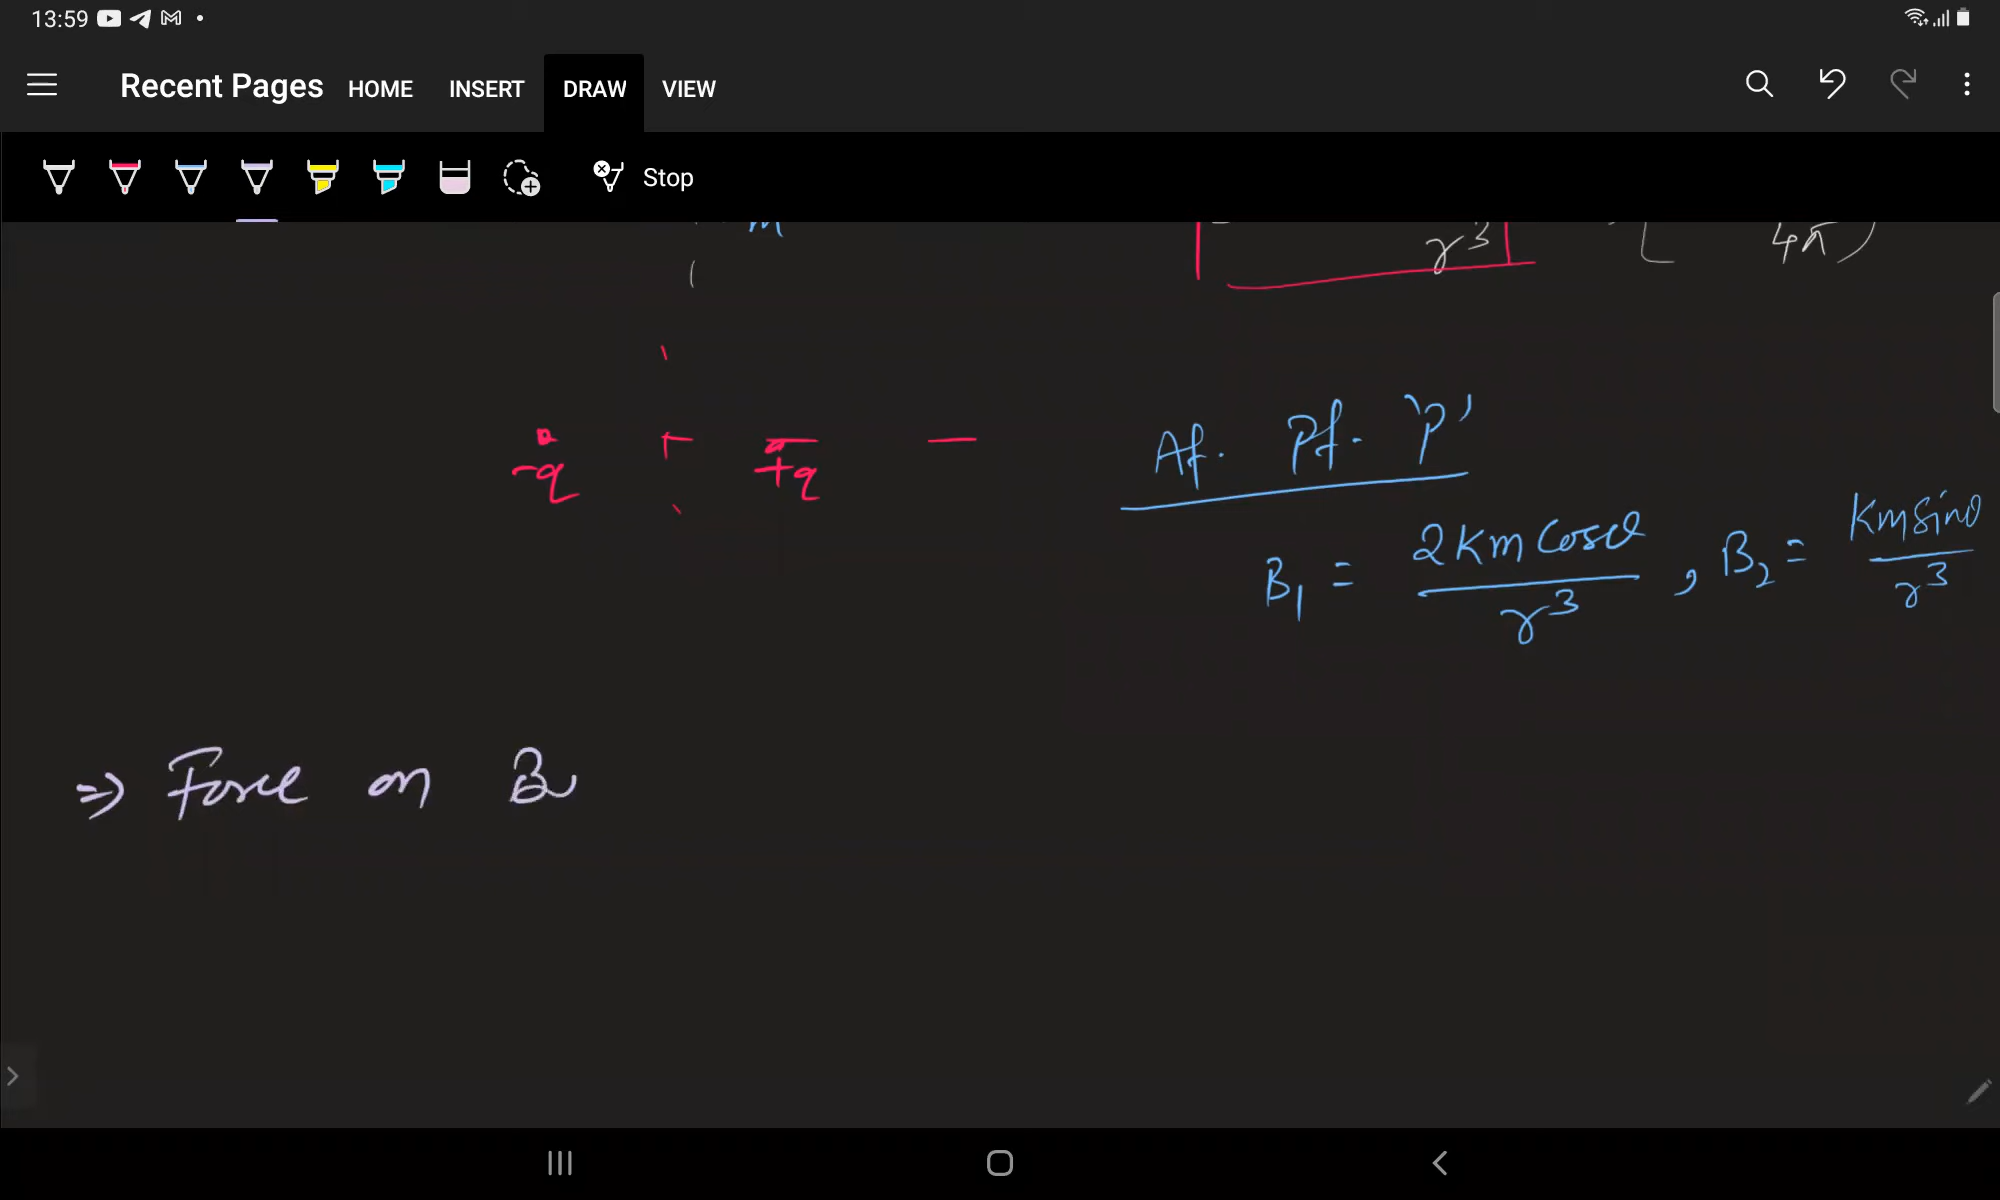 13:59
Recent Pages HOME INSERT DRAW VIEW
Stop
m
r³ 4π)
-q +q
At. Pt. 'P'
B₁ = 2Km Cosθ / r³ , B₂ = Km Sinθ / r³
⇒ Force on B